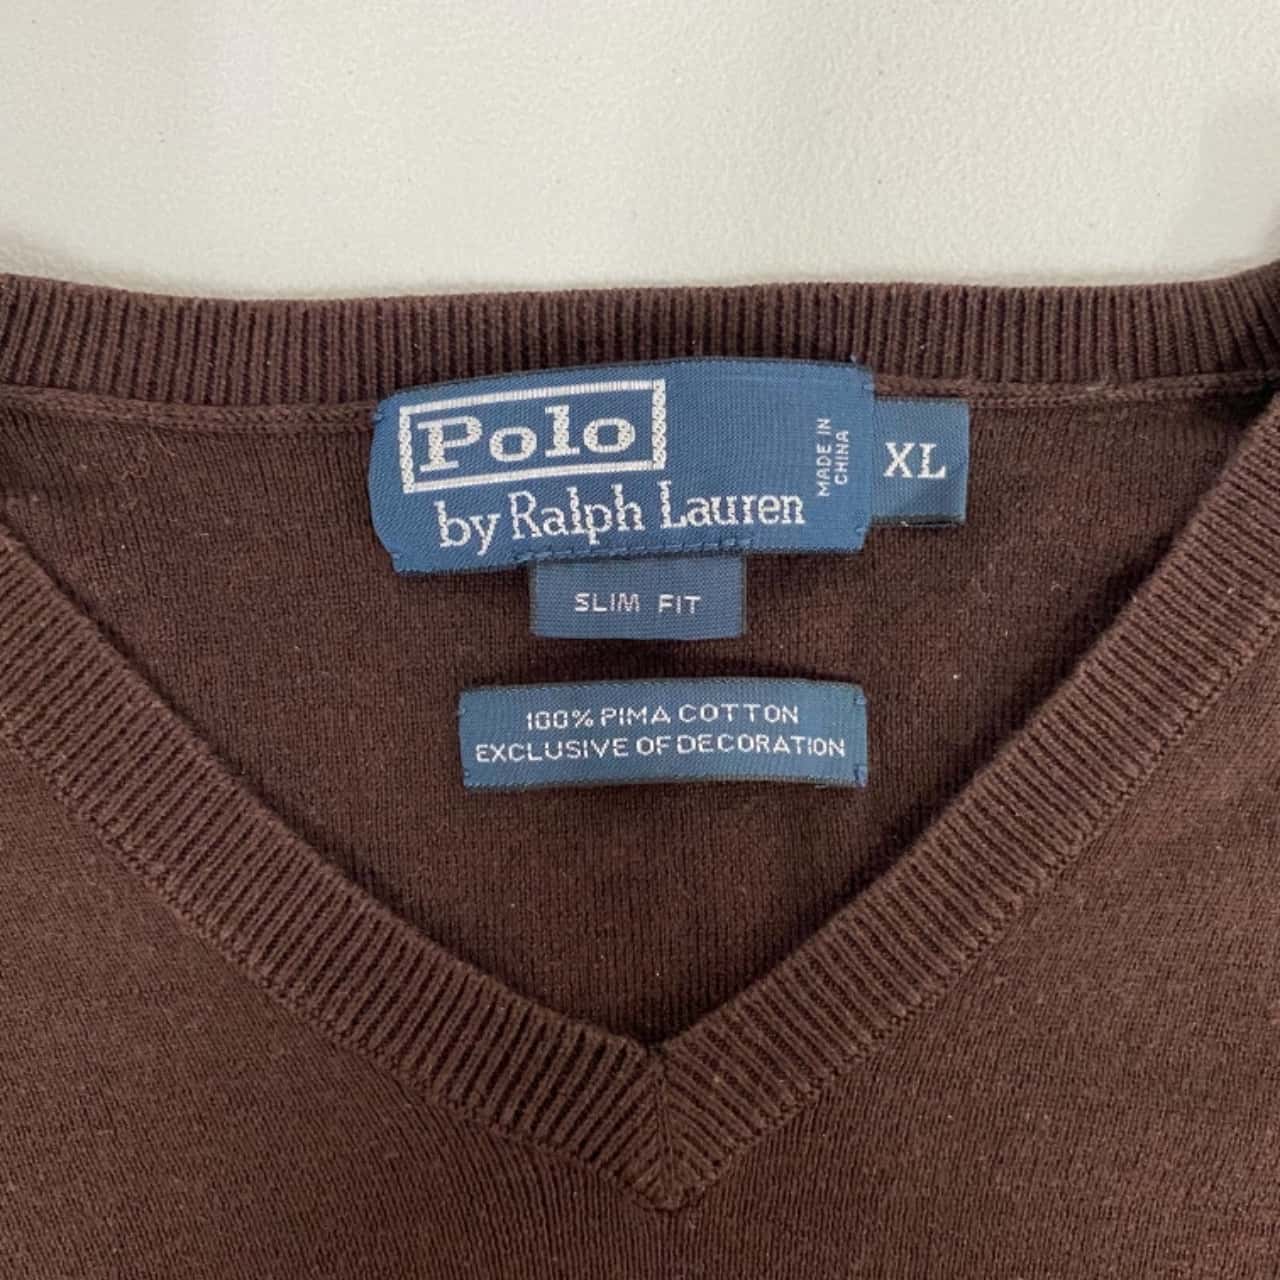 Polo
by Ralph Lauren
MADE IN
CHINA
XL
SLIM FIT
100% PIMA COTTON
EXCLUSIVE OF DECORATION